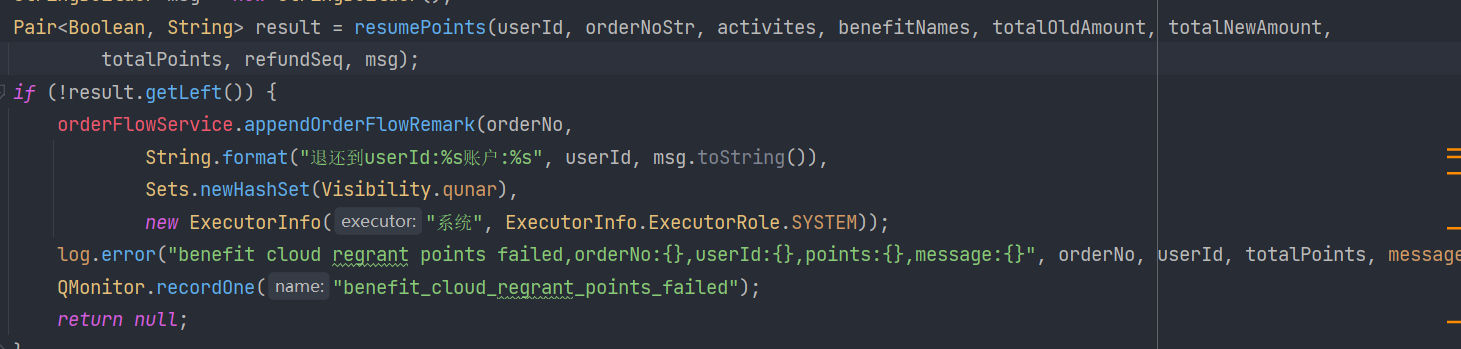 StringBuilder msg = new StringBuilder();
Pair<Boolean, String> result = resumePoints(userId, orderNoStr, activites, benefitNames, totalOldAmount, totalNewAmount,
totalPoints, refundSeq, msg);
if (!result.getLeft()) {
orderFlowService.appendOrderFlowRemark(orderNo,
String.format("退还到userId:%s账户:%s", userId, msg.toString()),
Sets.newHashSet(Visibility.qunar),
new ExecutorInfo( executor: "系统", ExecutorInfo.ExecutorRole.SYSTEM));
log.error("benefit cloud regrant points failed,orderNo:{},userId:{},points:{},message:{}", orderNo, userId, totalPoints, message
QMonitor.recordOne( name: "benefit_cloud_regrant_points_failed");
return null;
}